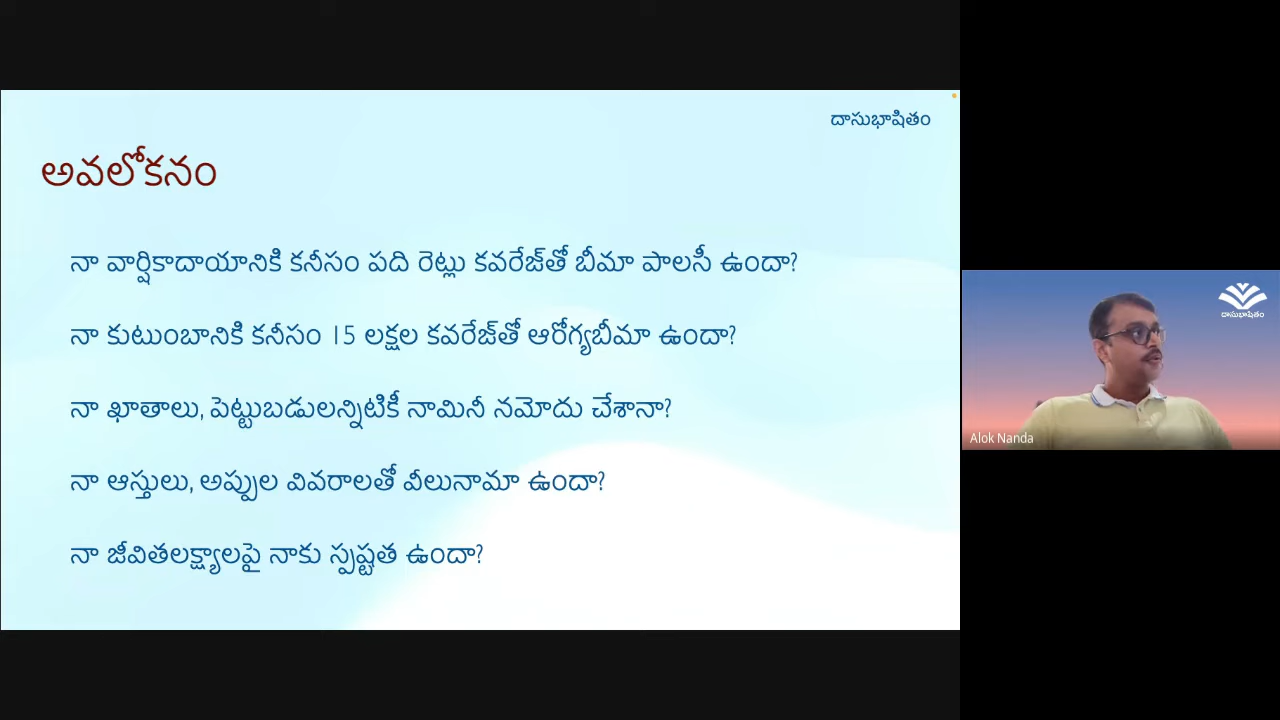 దాసుభాషితం
అవలోకనం
నా వార్షికాదాయానికి కనీసం పది రెట్లు కవరేజ్‌తో బీమా పాలసీ ఉందా?
నా కుటుంబానికి కనీసం 15 లక్షల కవరేజ్‌తో ఆరోగ్యబీమా ఉందా?
నా ఖాతాలు, పెట్టుబడులన్నిటికీ నామినీ నమోదు చేశానా?
నా ఆస్తులు, అప్పుల వివరాలతో వీలునామా ఉందా?
నా జీవితలక్ష్యాలపై నాకు స్పష్టత ఉందా?
దాసుభాషితం
Alok Nanda